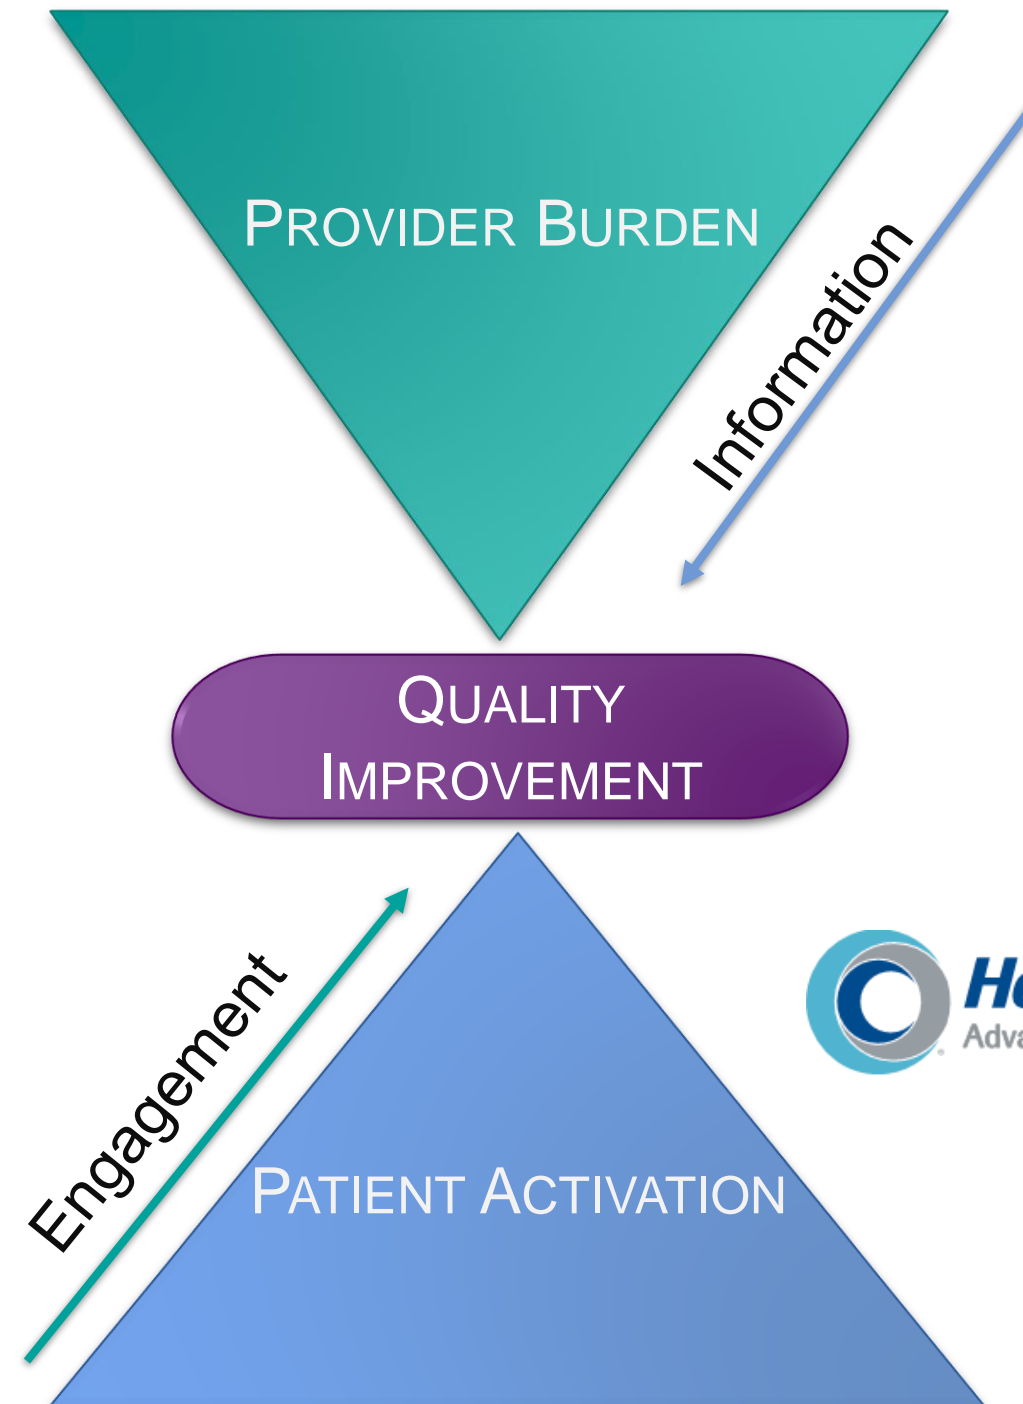 PROVIDER BURDEN
Information
QUALITY
IMPROVEMENT
Engagement
PATIENT ACTIVATION